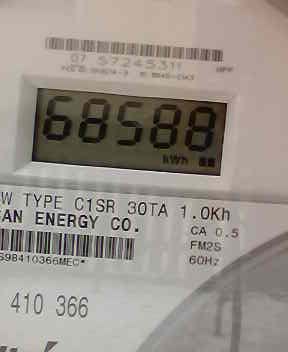 07 57245311
68588
kWh
W TYPE C1SR 30TA 1.0Kh
AN ENERGY CO.
CA 0.5
FM2S
60Hz
S98410366MEC*
410 366